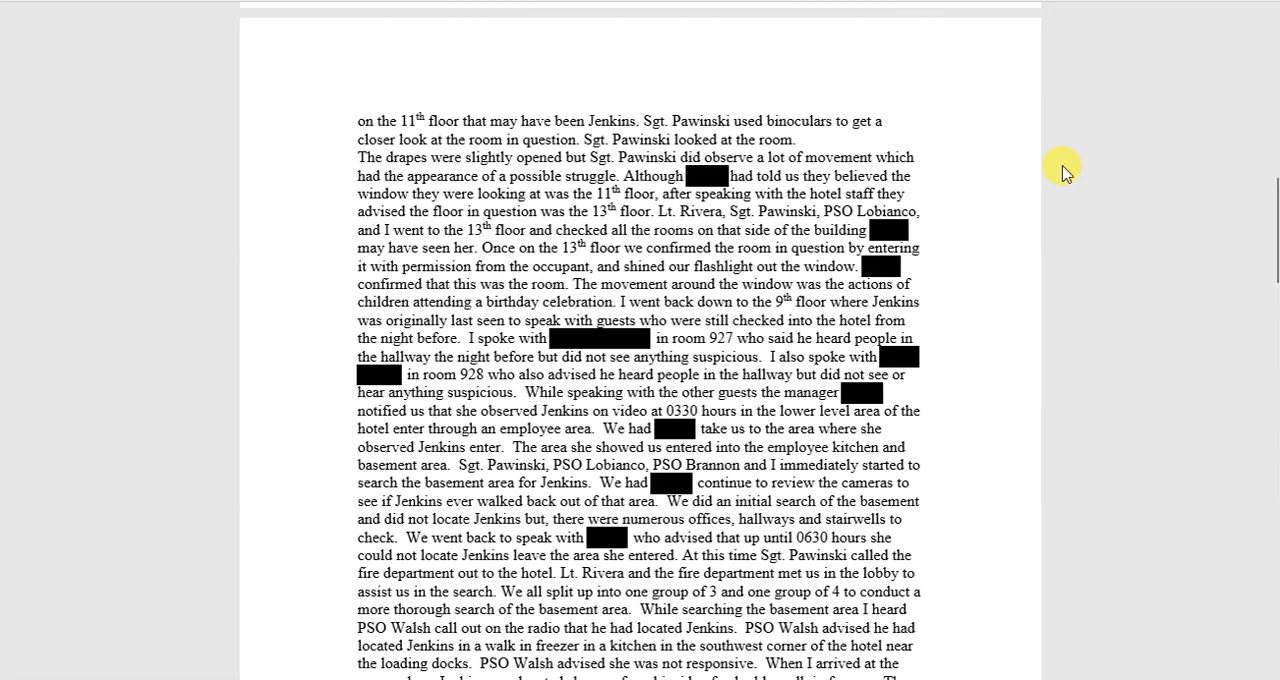 on the 11th floor that may have been Jenkins. Sgt. Pawinski used binoculars to get a
closer look at the room in question. Sgt. Pawinski looked at the room.
The drapes were slightly opened but Sgt. Pawinski did observe a lot of movement which
had the appearance of a possible struggle. Although had told us they believed the
window they were looking at was the 11th floor, after speaking with the hotel staff they
advised the floor in question was the 13th floor. Lt. Rivera, Sgt. Pawinski, PSO Lobianco,
and I went to the 13th floor and checked all the rooms on that side of the building
may have seen her. Once on the 13th floor we confirmed the room in question by entering
it with permission from the occupant, and shined our flashlight out the window.
confirmed that this was the room. The movement around the window was the actions of
children attending a birthday celebration. I went back down to the 9th floor where Jenkins
was originally last seen to speak with guests who were still checked into the hotel from
the night before. I spoke with in room 927 who said he heard people in
the hallway the night before but did not see anything suspicious. I also spoke with
in room 928 who also advised he heard people in the hallway but did not see or
hear anything suspicious. While speaking with the other guests the manager
notified us that she observed Jenkins on video at 0330 hours in the lower level area of the
hotel enter through an employee area. We had take us to the area where she
observed Jenkins enter. The area she showed us entered into the employee kitchen and
basement area. Sgt. Pawinski, PSO Lobianco, PSO Brannon and I immediately started to
search the basement area for Jenkins. We had continue to review the cameras to
see if Jenkins ever walked back out of that area. We did an initial search of the basement
and did not locate Jenkins but, there were numerous offices, hallways and stairwells to
check. We went back to speak with who advised that up until 0630 hours she
could not locate Jenkins leave the area she entered. At this time Sgt. Pawinski called the
fire department out to the hotel. Lt. Rivera and the fire department met us in the lobby to
assist us in the search. We all split up into one group of 3 and one group of 4 to conduct a
more thorough search of the basement area. While searching the basement area I heard
PSO Walsh call out on the radio that he had located Jenkins. PSO Walsh advised he had
located Jenkins in a walk in freezer in a kitchen in the southwest corner of the hotel near
the loading docks. PSO Walsh advised she was not responsive. When I arrived at the